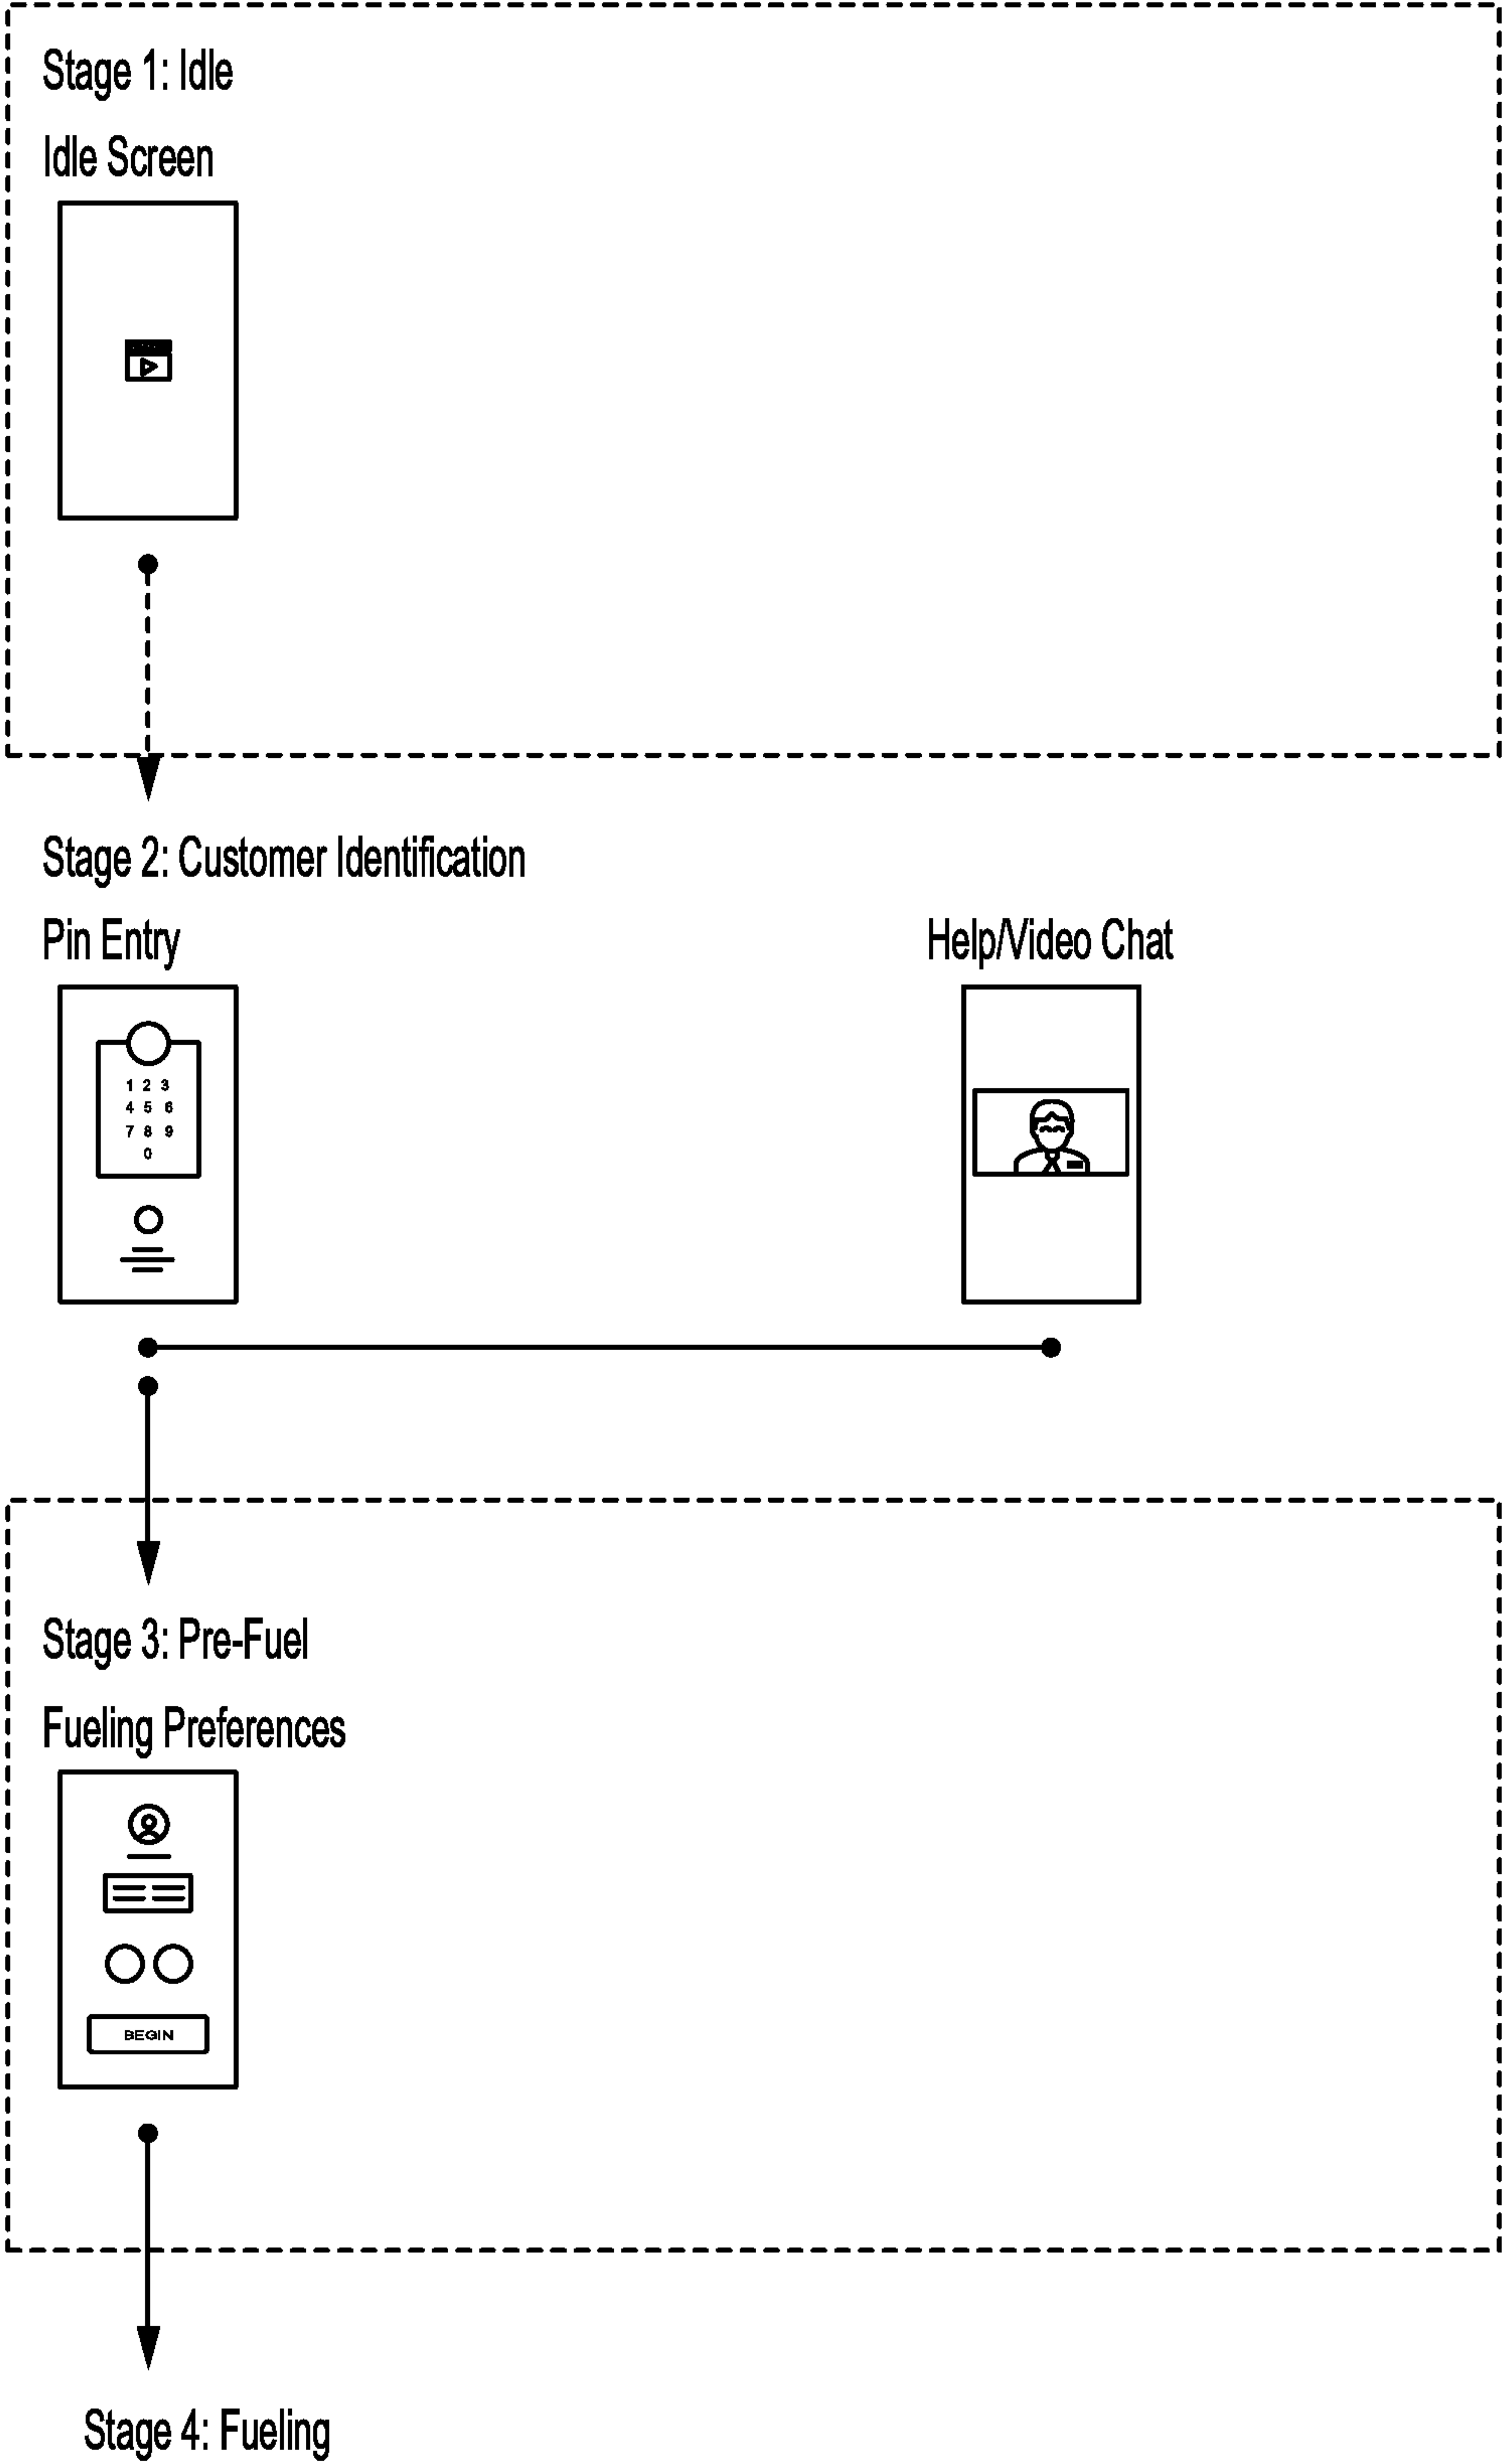 Stage 1: Idle
Idle Screen
Stage 2: Customer Identification
Pin Entry
Help/Video Chat
1 2 3
4 5 6
7 8 9
0
Stage 3: Pre-Fuel
Fueling Preferences
BEGIN
Stage 4: Fueling